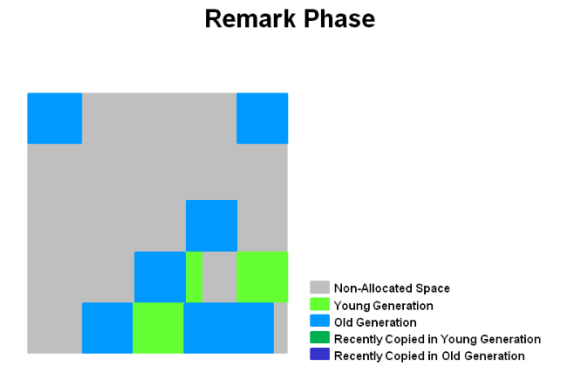 Remark Phase
Non-Allocated Space
Young Generation
Old Generation
Recently Copied in Young Generation
Recently Copied in Old Generation